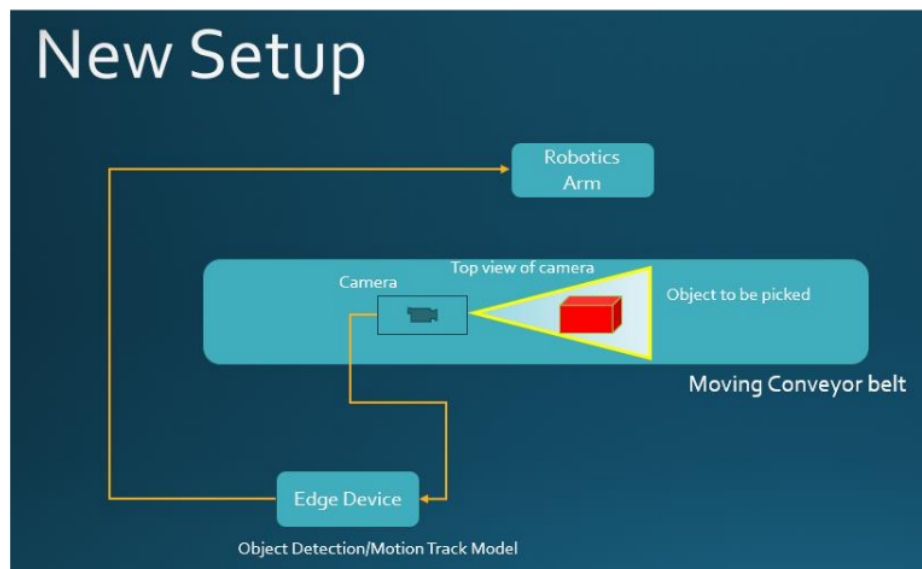 New Setup
Robotics
Arm
Top view of camera
Camera
Object to be picked
Moving Conveyor belt
Edge Device
Object Detection/Motion Track Model